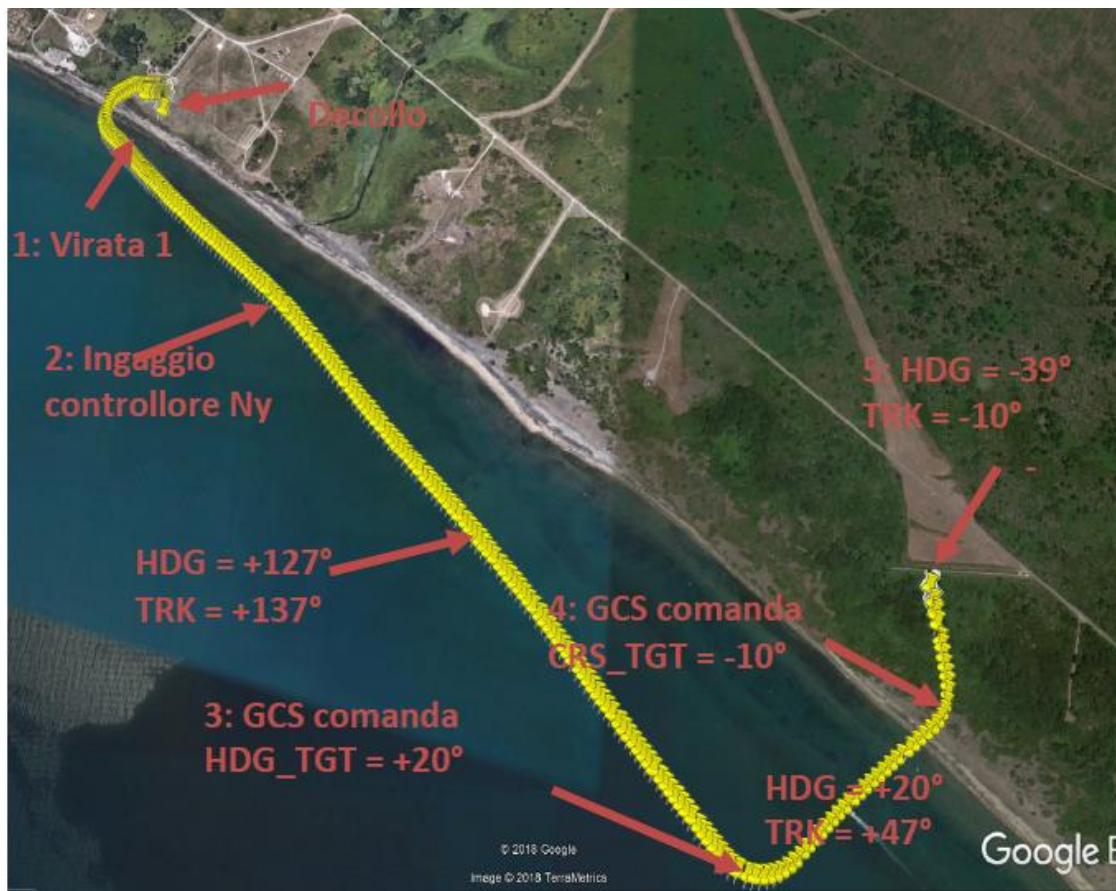 Decollo
1: Virata 1
2: Ingaggio
controllore Ny
5: HDG = -39°
TRK = -10°
-
HDG = +127°
TRK = +137°
4: GCS comanda
CRS_TGT = -10°
3: GCS comanda
HDG_TGT = +20°
HDG = +20°
TRK = +47°
© 2018 Google
Image © 2018 TerraMetrics
Google E